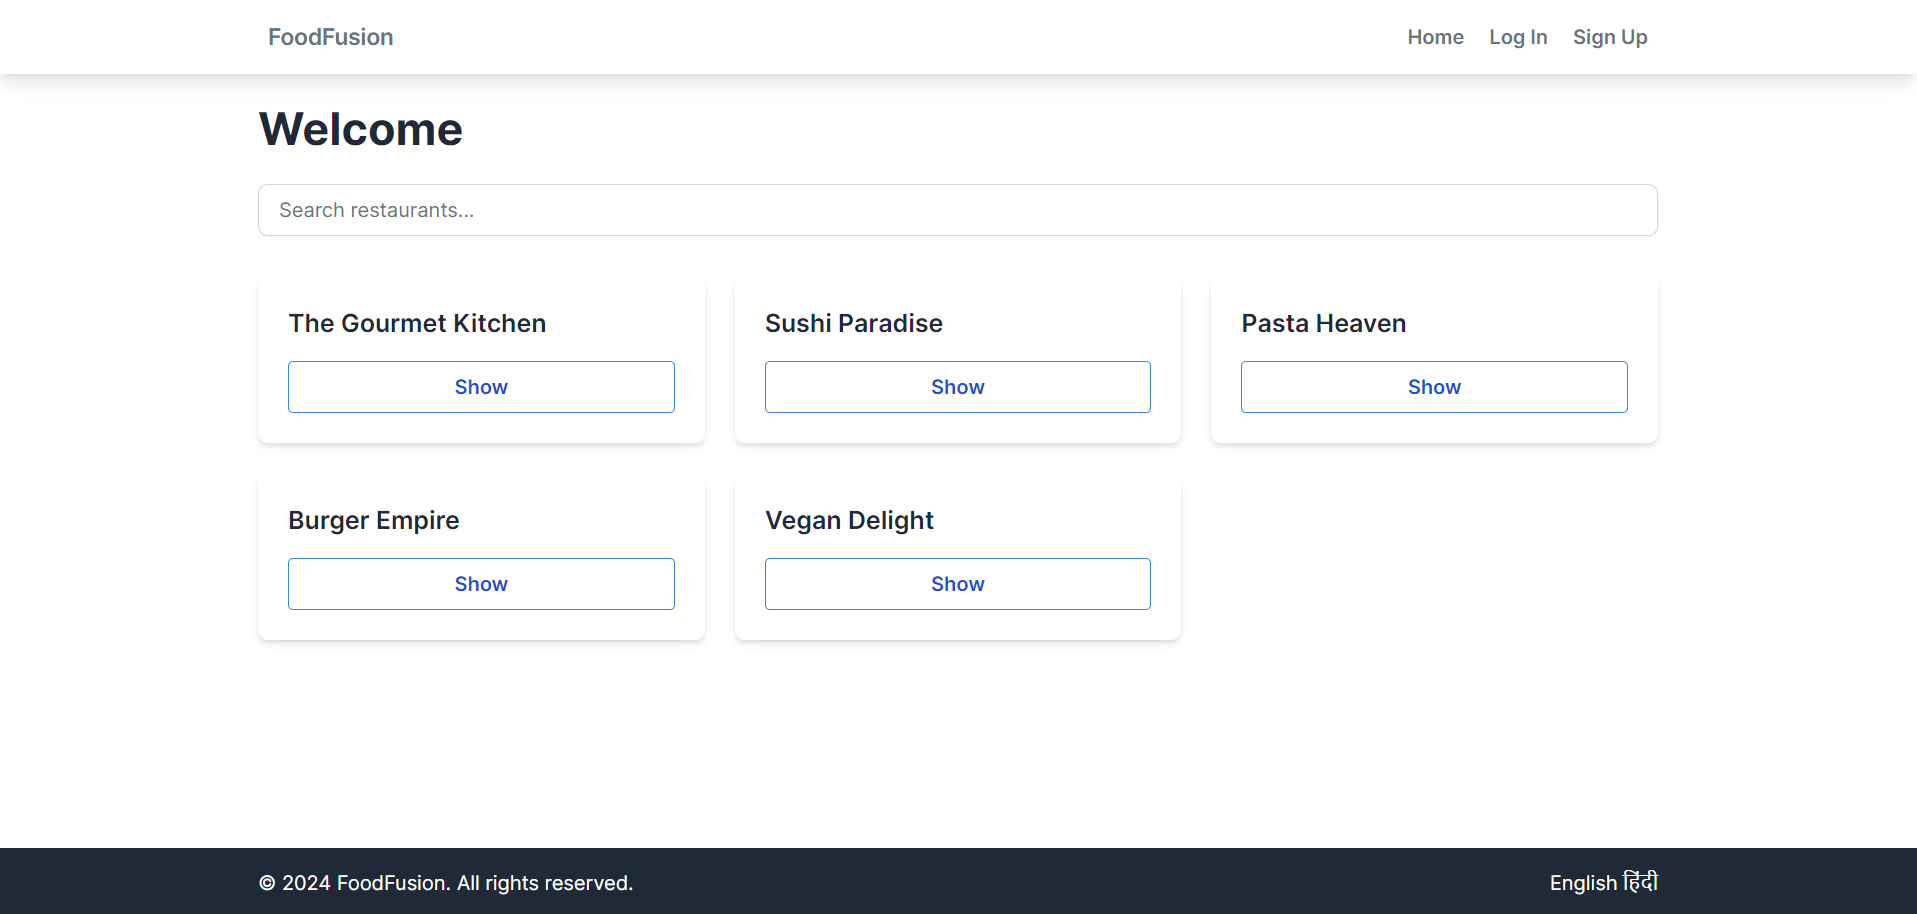 FoodFusion Home Log In Sign Up
Welcome
Search restaurants...
The Gourmet Kitchen Sushi Paradise Pasta Heaven
Show Show Show
Burger Empire Vegan Delight
Show Show
© 2024 FoodFusion. All rights reserved. English हिंदी